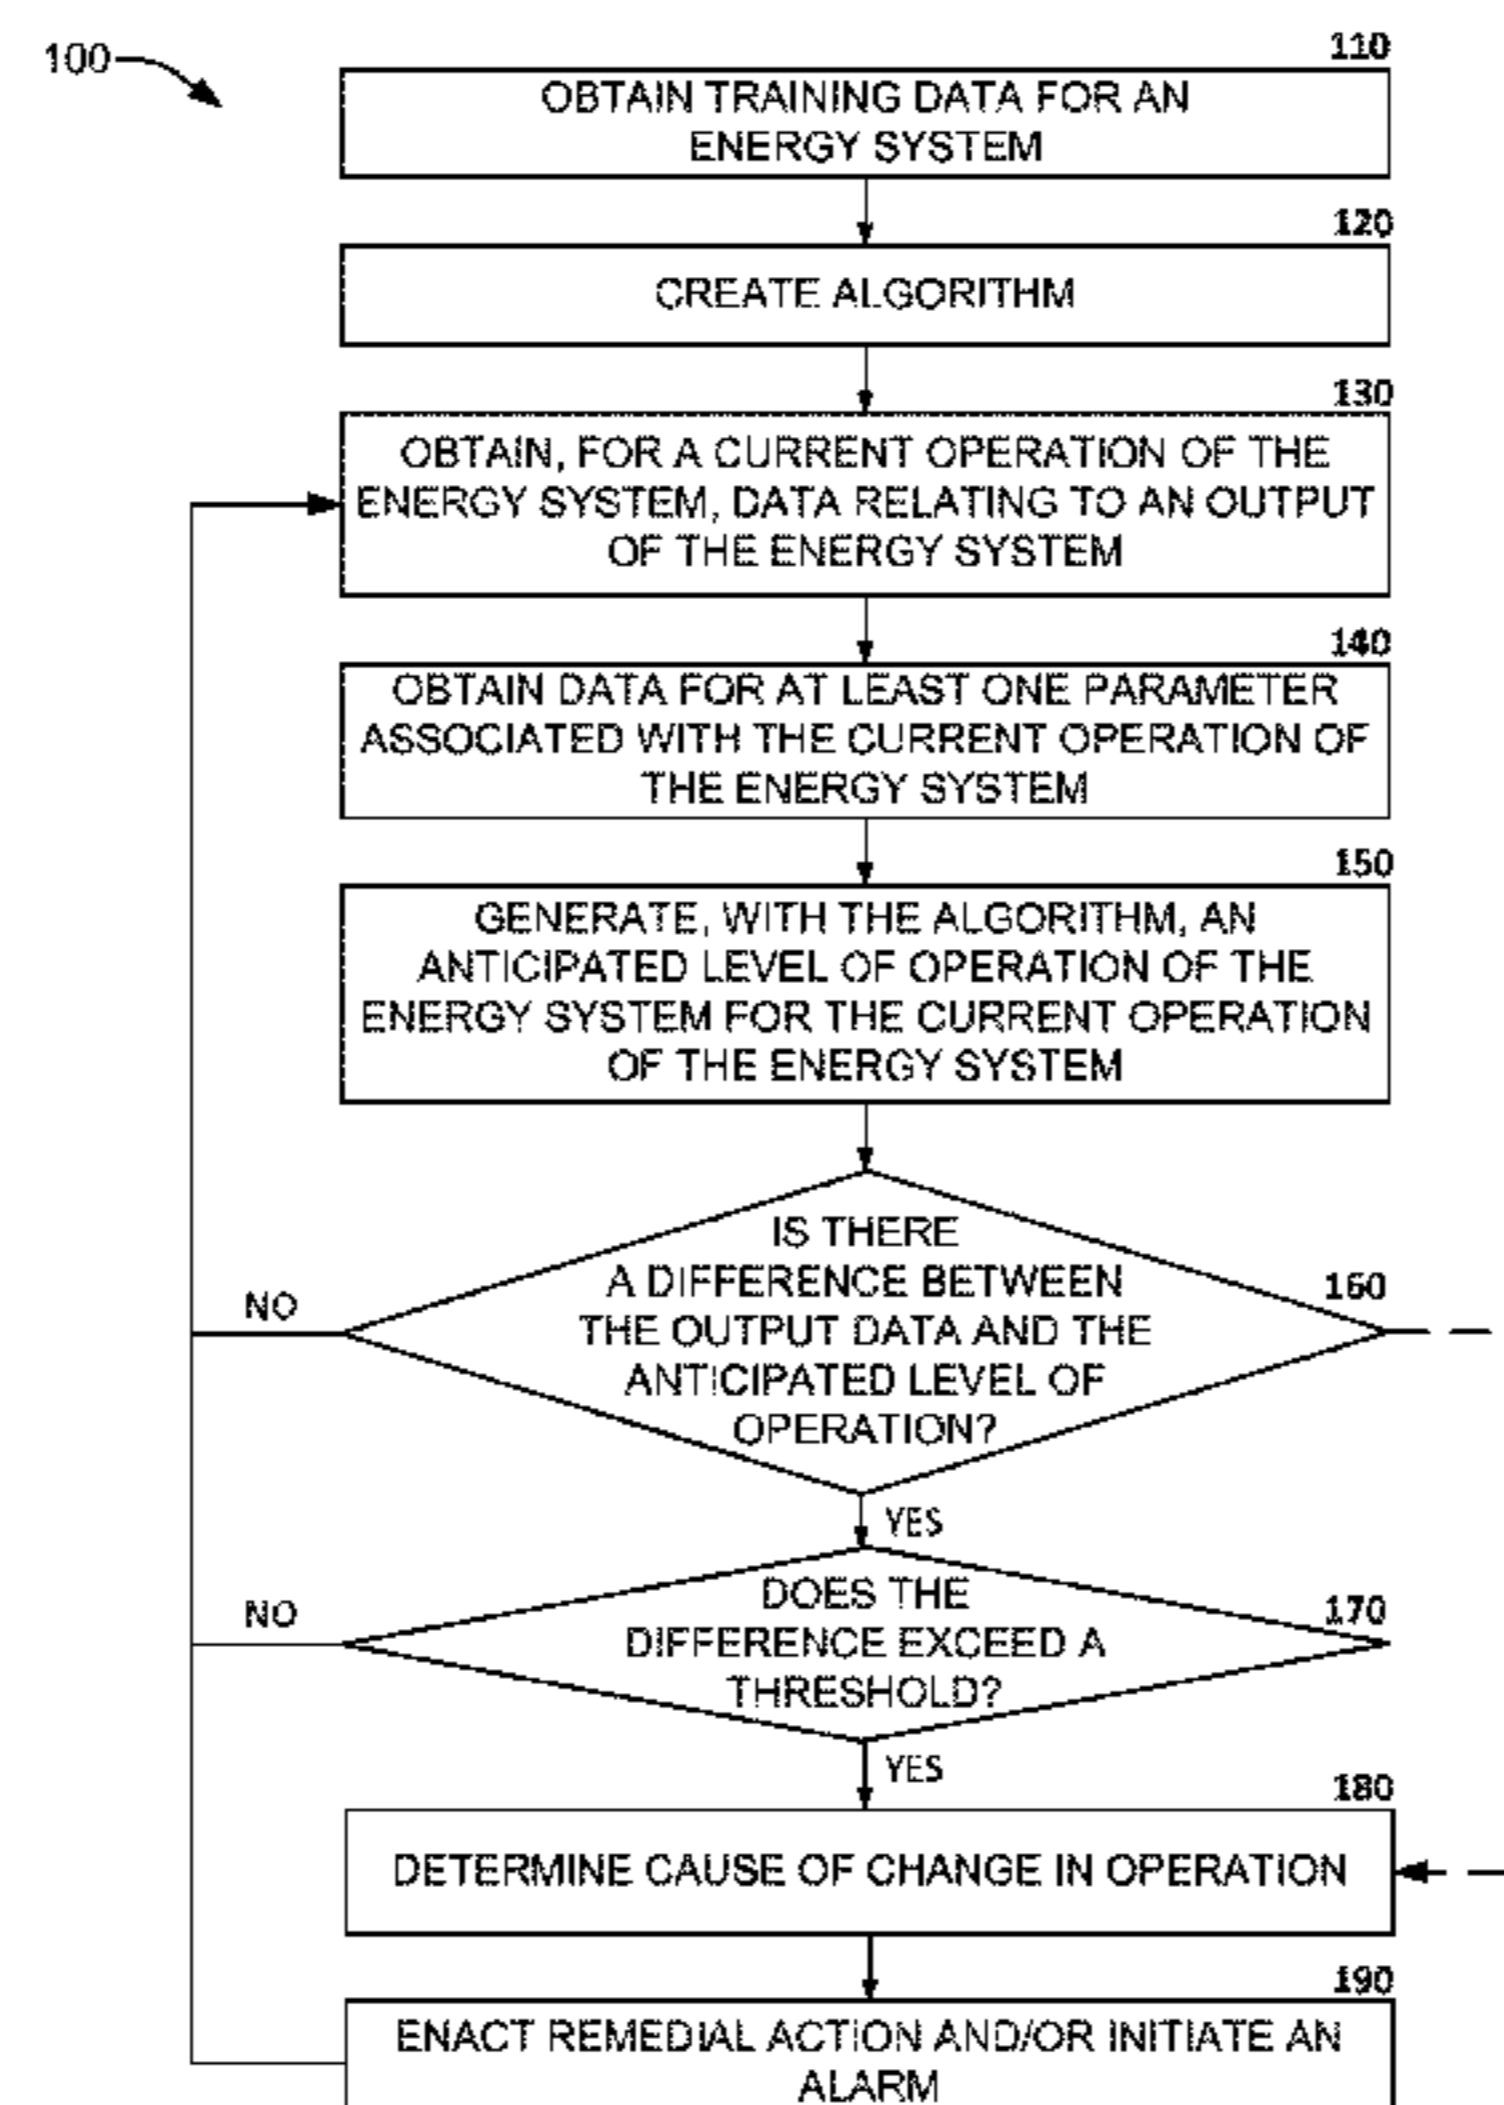 100
110
OBTAIN TRAINING DATA FOR AN
ENERGY SYSTEM
120
CREATE ALGORITHM
130
OBTAIN, FOR A CURRENT OPERATION OF THE
ENERGY SYSTEM, DATA RELATING TO AN OUTPUT
OF THE ENERGY SYSTEM
140
OBTAIN DATA FOR AT LEAST ONE PARAMETER
ASSOCIATED WITH THE CURRENT OPERATION OF
THE ENERGY SYSTEM
150
GENERATE, WITH THE ALGORITHM, AN
ANTICIPATED LEVEL OF OPERATION OF THE
ENERGY SYSTEM FOR THE CURRENT OPERATION
OF THE ENERGY SYSTEM
160
IS THERE
A DIFFERENCE BETWEEN
THE OUTPUT DATA AND THE
ANTICIPATED LEVEL OF
OPERATION?
NO
YES
170
DOES THE
DIFFERENCE EXCEED A
THRESHOLD?
NO
YES
180
DETERMINE CAUSE OF CHANGE IN OPERATION
190
ENACT REMEDIAL ACTION AND/OR INITIATE AN
ALARM